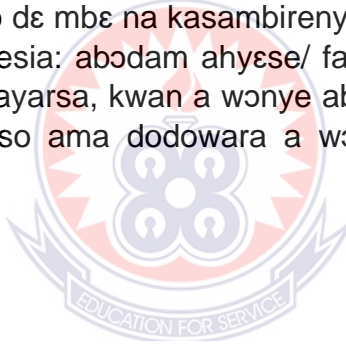 dɛ mbɛ na kasambireny
esia: abɔdam ahyɛse/ fa
ayarsa, kwan a wɔnye ab
so ama dodowara a wɔ
EDUCATION FOR SERVICE